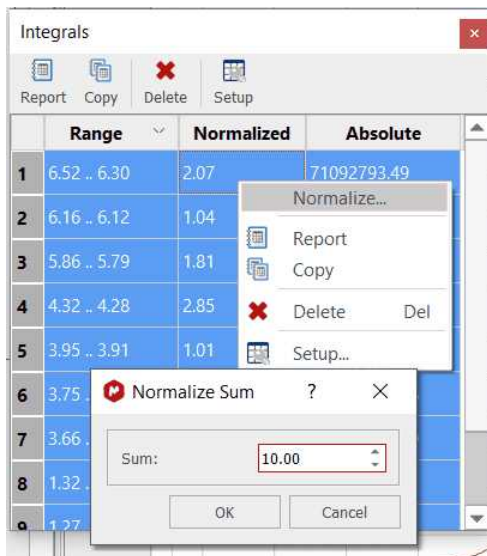 Integrals
Report Copy Delete Setup
Range Normalized Absolute
1 6.52 .. 6.30 2.07 71092793.49
Normalize...
2 6.16 .. 6.12 1.04
Report
3 5.86 .. 5.79 1.81
Copy
4 4.32 .. 4.28 2.85
Delete Del
5 3.95 .. 3.91 1.01
Setup...
6 3.75 .
Normalize Sum ?
7 3.66 .
Sum: 10.00
8 1.32 .
OK Cancel
9 1.27